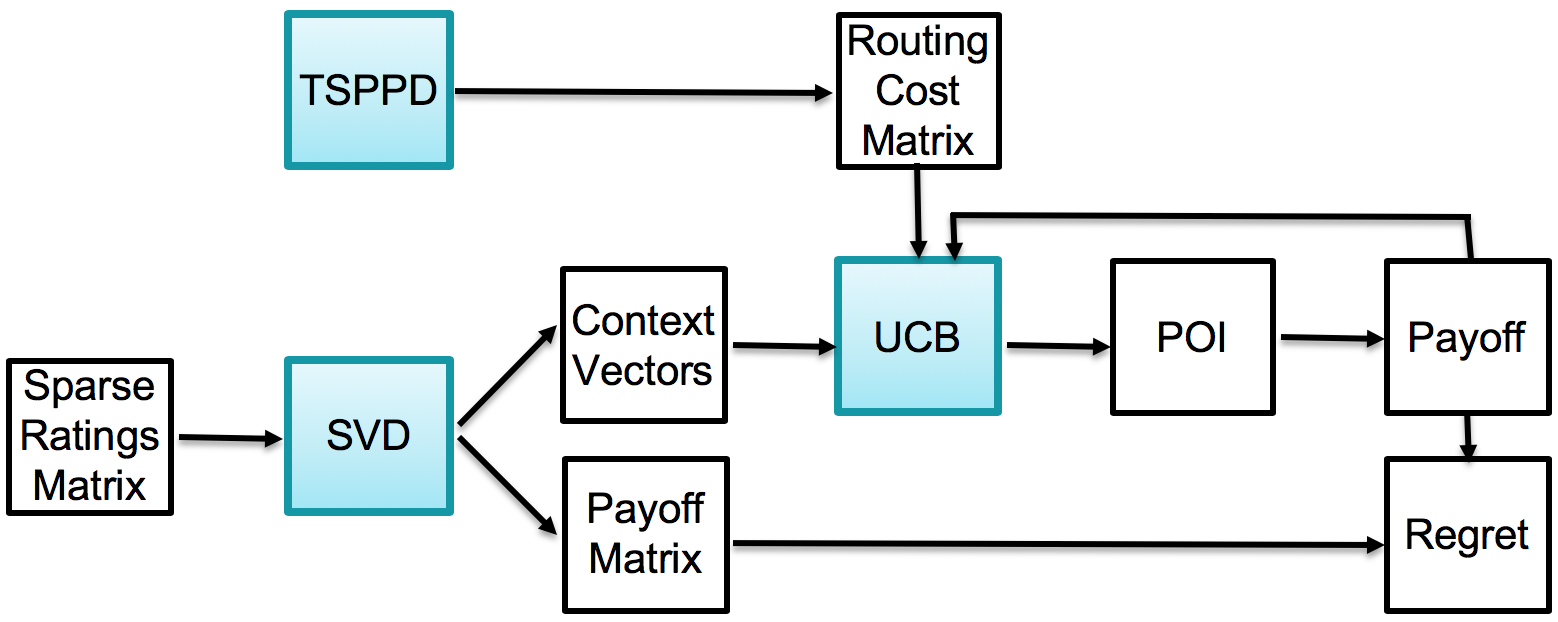 TSPPD
Routing
Cost
Matrix
Context
Vectors
UCB
POI
Payoff
Sparse
Ratings
Matrix
SVD
Payoff
Matrix
Regret